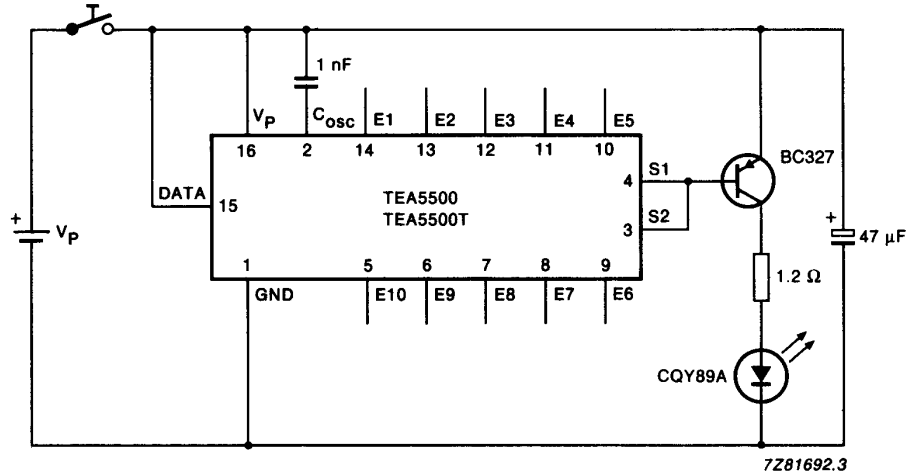 1 nF
V_P
C_OSC
E1
E2
E3
E4
E5
16
2
14
13
12
11
10
BC327
S1
4
TEA5500
DATA
15
TEA5500T
S2
3
+
V_P
+
47 µF
1
5
6
7
8
9
1.2 Ω
GND
E10
E9
E8
E7
E6
CQY89A
7Z81692.3